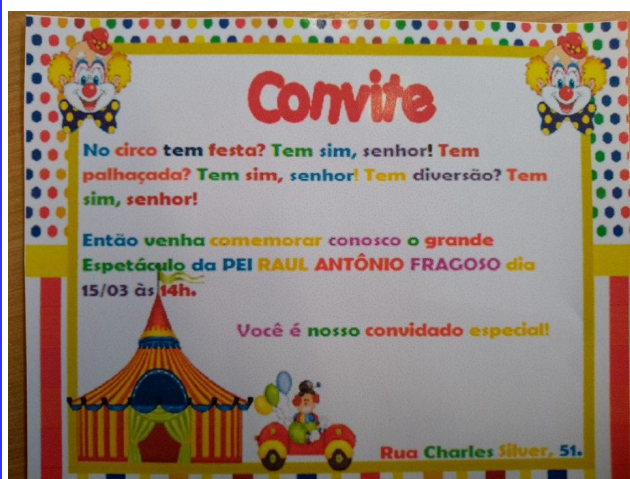 Convite
No circo tem festa? Tem sim, senhor! Tem
palhaçada? Tem sim, senhor! Tem diversão? Tem
sim, senhor!
Então venha comemorar conosco o grande
Espetáculo da PEI RAUL ANTÔNIO FRAGOSO dia
15/03 às 14h.
Você é nosso convidado especial!
Rua Charles Silver, 51.